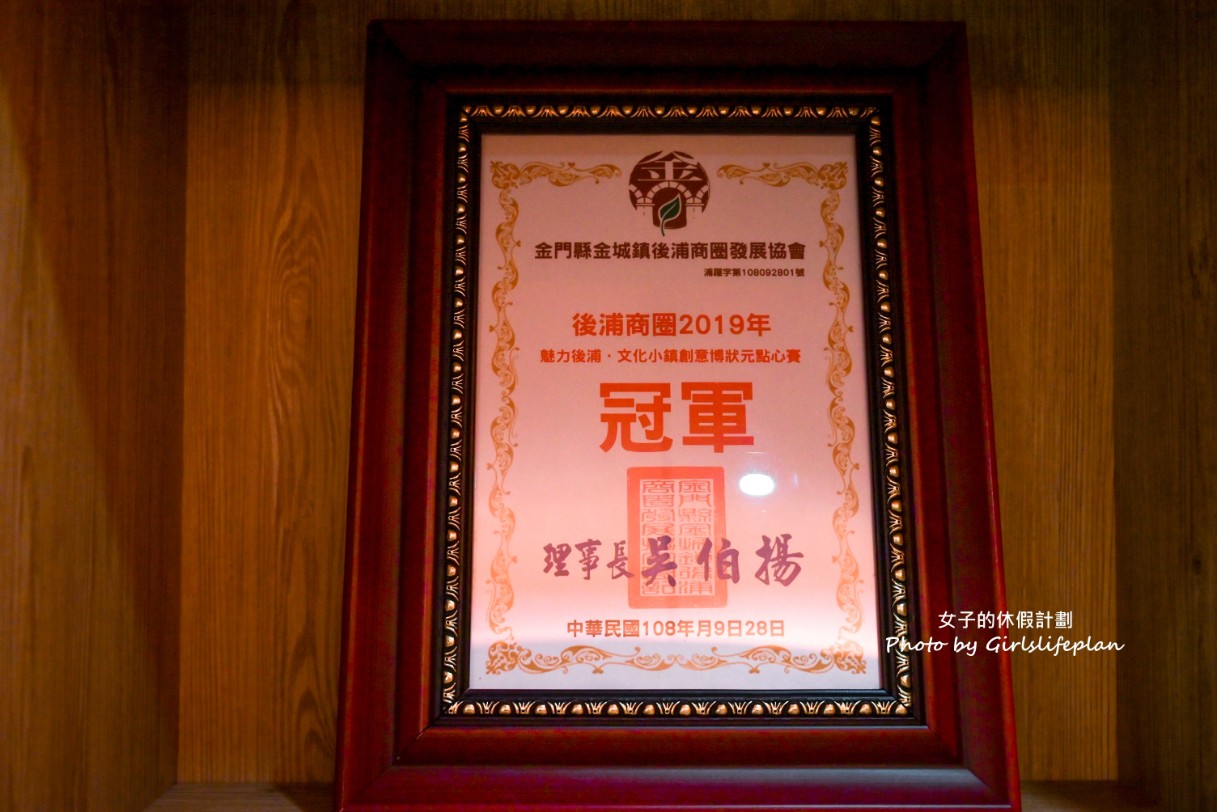 金
金門縣金城鎮後浦商圈發展協會
浦躍字第108092801號
後浦商圈2019年
魅力後浦·文化小鎮創意博狀元點心賽
冠軍
理事長吳伯揚
中華民國108年月9日28日
女子的休假計劃
Photo by Girlslifeplan